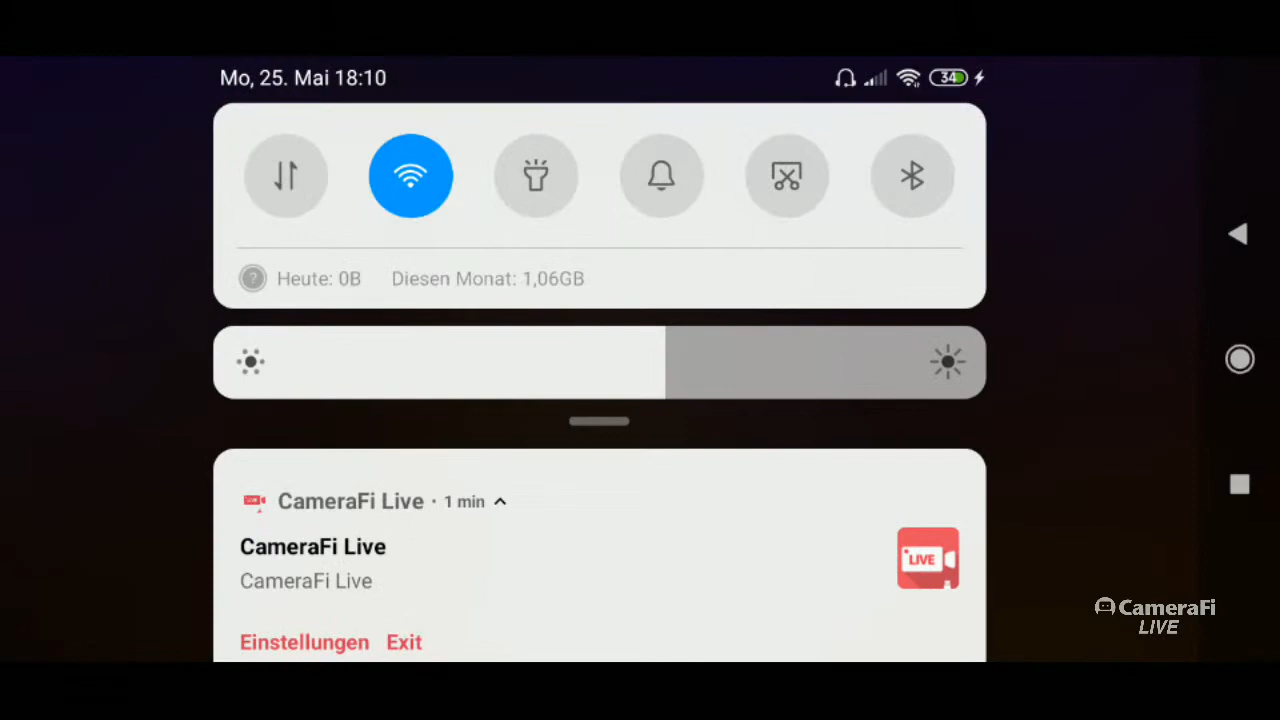 Mo, 25. Mai 18:10
34
Heute: 0B Diesen Monat: 1,06GB
CameraFi Live · 1 min
CameraFi Live
CameraFi Live
LIVE
Einstellungen Exit
CameraFi
LIVE